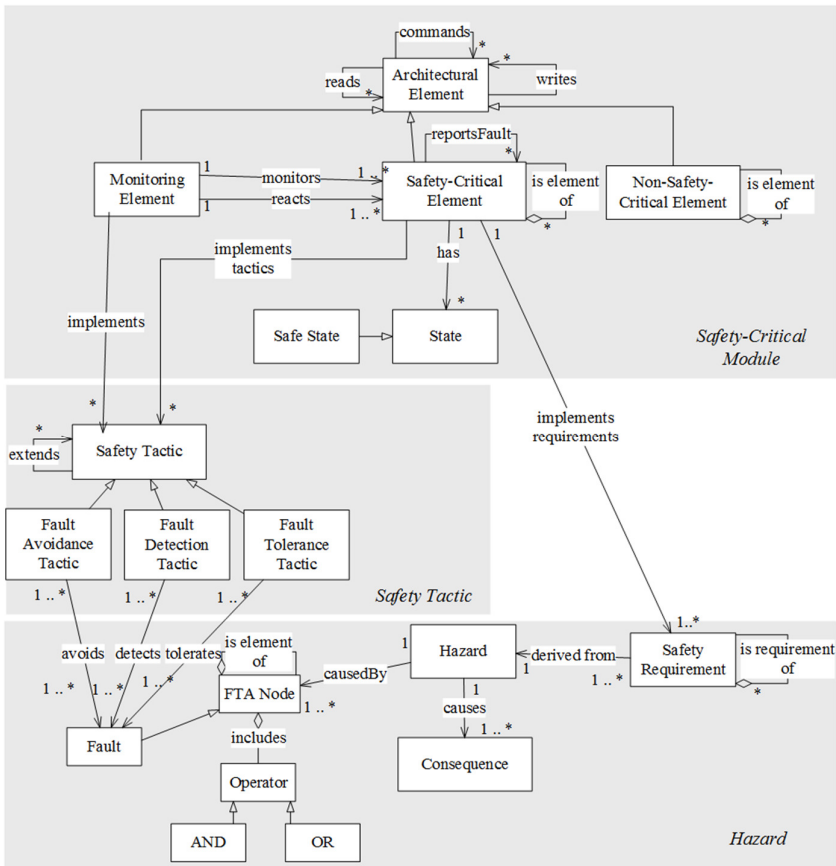 commands
*
*
Architectural
Element
reads
*
writes
reportsFault
*
Monitoring
Element
1
monitors
1 .. *
1
reacts
1 .. *
Safety-Critical
Element
is element
of
*
Non-Safety-
Critical Element
is element
of
*
1
1
implements
tactics
has
*
implements
Safe State
State
Safety-Critical
Module
*
*
*
extends
Safety Tactic
implements
requirements
Fault
Avoidance
Tactic
Fault
Detection
Tactic
Fault
Tolerance
Tactic
1 .. *
1 .. *
1 .. *
Safety Tactic
1..*
avoids
detects
tolerates
is element
of
causedBy
1
Hazard
derived from
1
1 .. *
Safety
Requirement
is requirement
of
*
1 .. *
1 .. *
1 .. *
FTA Node
1 .. *
1
causes
1 .. *
Fault
includes
Consequence
Operator
AND
OR
Hazard